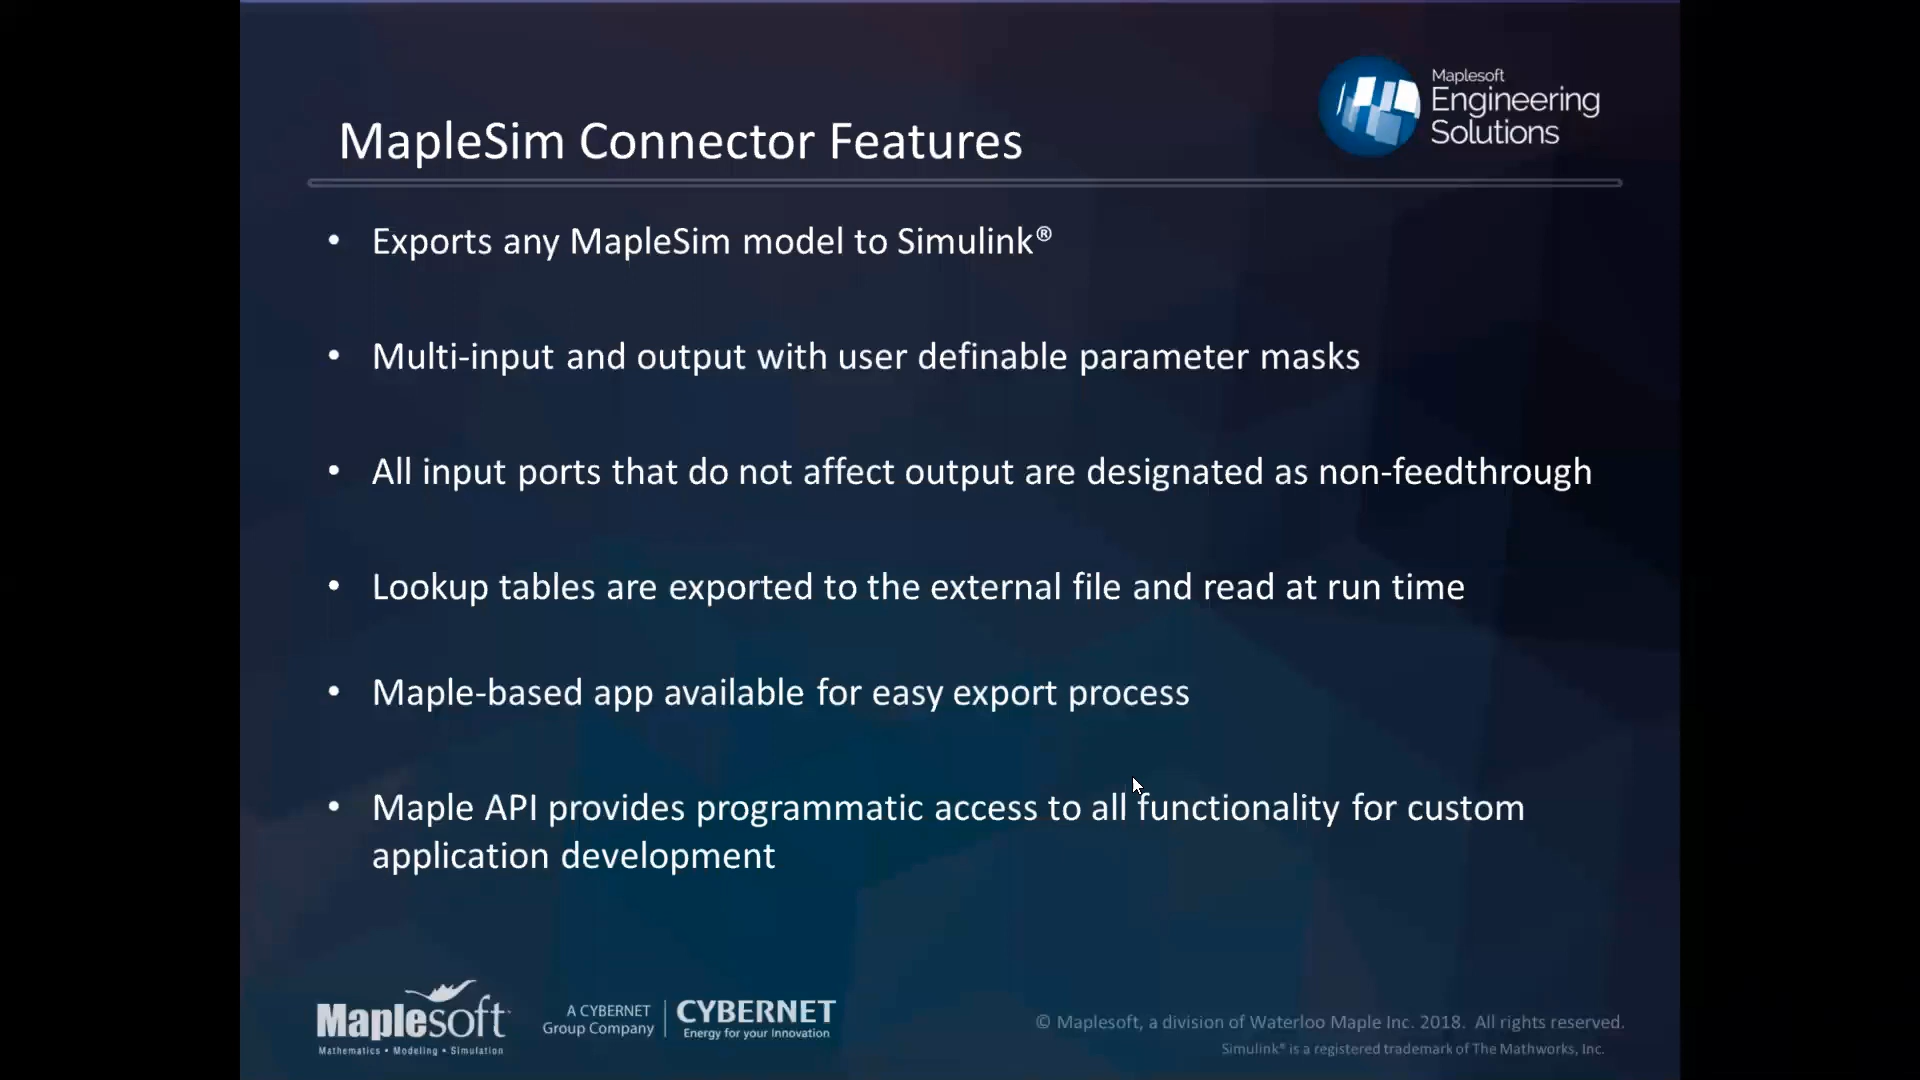 Maplesoft
Engineering
Solutions
MapleSim Connector Features
• Exports any MapleSim model to Simulink®
• Multi-input and output with user definable parameter masks
• All input ports that do not affect output are designated as non-feedthrough
• Lookup tables are exported to the external file and read at run time
• Maple-based app available for easy export process
• Maple API provides programmatic access to all functionality for custom
application development
Maplesoft
Mathematics • Modeling • Simulation
A CYBERNET
Group Company
CYBERNET
Energy for your Innovation
© Maplesoft, a division of Waterloo Maple Inc. 2018. All rights reserved.
Simulink® is a registered trademark of The Mathworks, Inc.